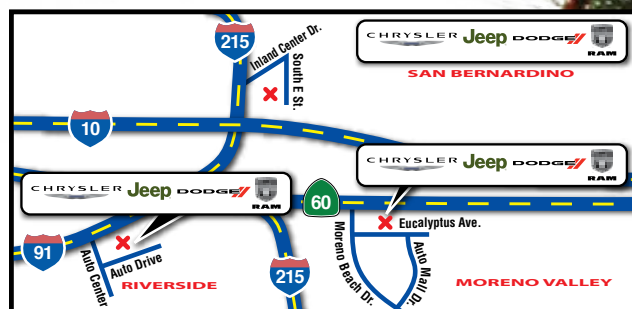 215
Inland Center Dr.
South E St.
CHRYSLER Jeep DODGE RAM
SAN BERNARDINO
10
CHRYSLER Jeep DODGE RAM
CHRYSLER Jeep DODGE RAM
60
Eucalyptus Ave.
91
Auto Center
Auto Drive
RIVERSIDE
215
Moreno Beach Dr.
Auto Mall Dr.
MORENO VALLEY